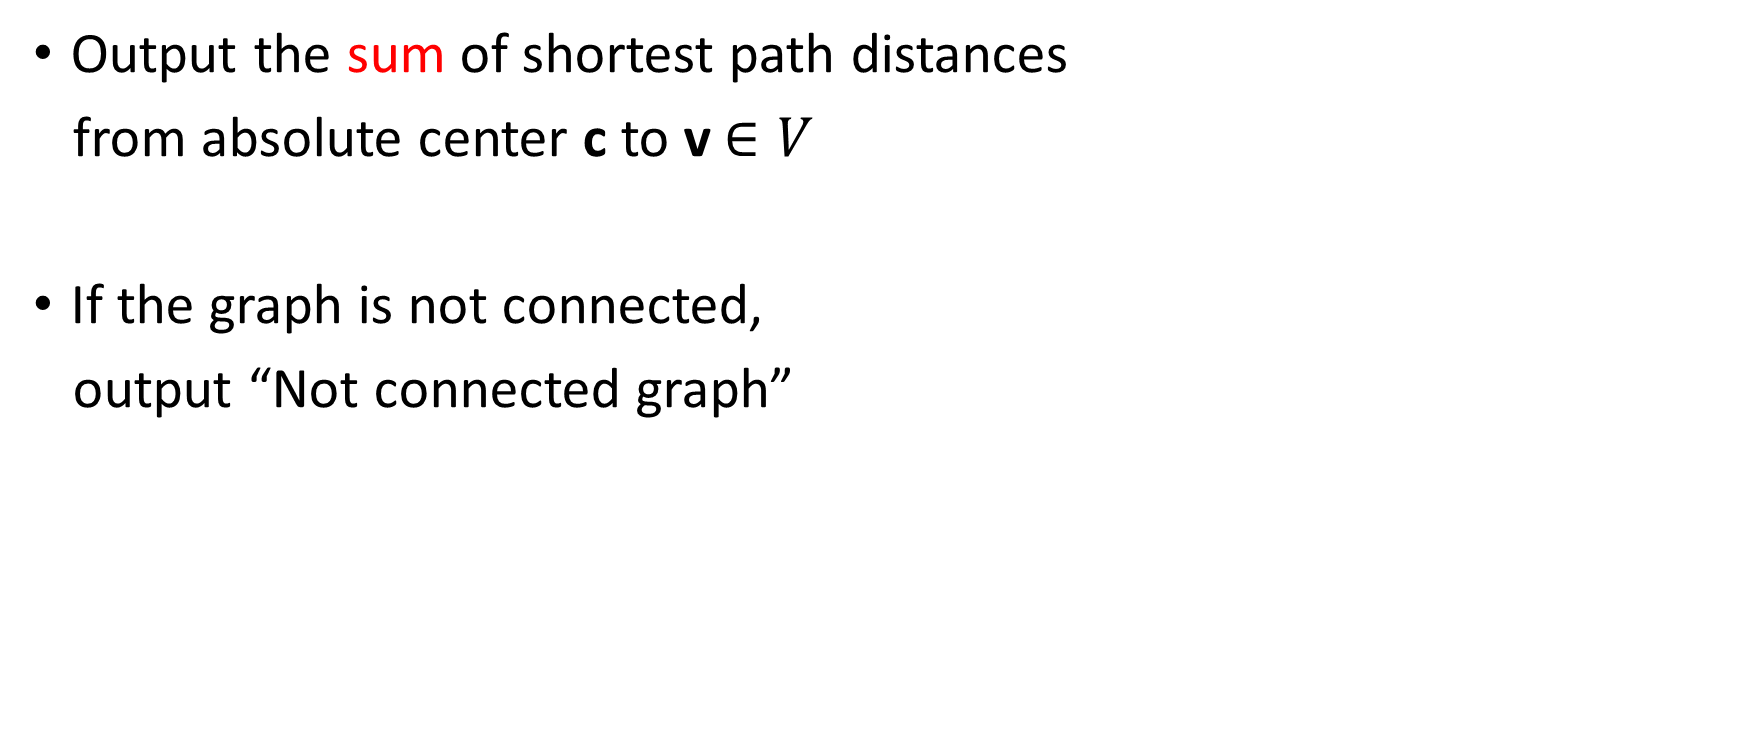 • Output the sum of shortest path distances
from absolute center c to v ∈ V
• If the graph is not connected,
output “Not connected graph”